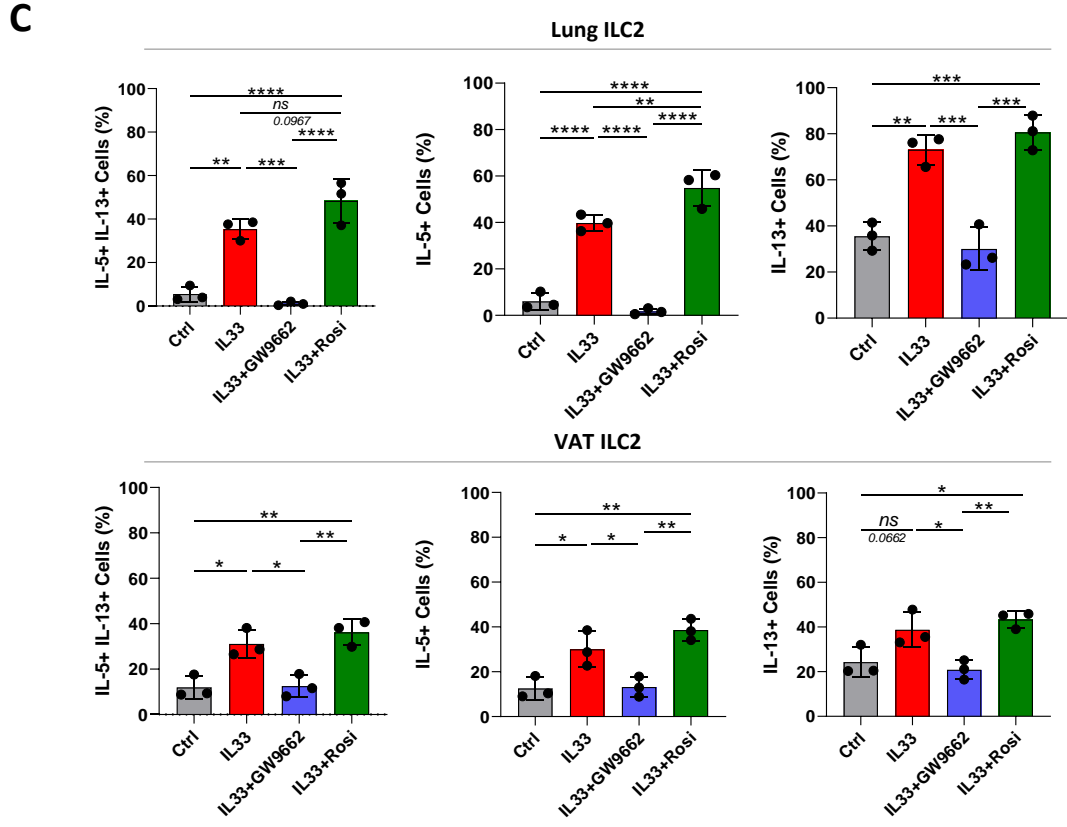 C
Lung ILC2
IL-5+ IL-13+ Cells (%)
100
80
60
40
20
0
****
ns
0.0967
****
** ***
Ctrl
IL33
IL33+GW9662
IL33+Rosi
IL-5+ Cells (%)
100
80
60
40
20
0
****
**
****
**** ****
Ctrl
IL33
IL33+GW9662
IL33+Rosi
IL-13+ Cells (%)
100
80
60
40
20
0
***
***
** ***
Ctrl
IL33
IL33+GW9662
IL33+Rosi
VAT ILC2
IL-5+ IL-13+ Cells (%)
100
80
60
40
20
0
**
**
* *
Ctrl
IL33
IL33+GW9662
IL33+Rosi
IL-5+ Cells (%)
100
80
60
40
20
0
**
**
* *
Ctrl
IL33
IL33+GW9662
IL33+Rosi
IL-13+ Cells (%)
100
80
60
40
20
0
*
**
ns *
0.0662
Ctrl
IL33
IL33+GW9662
IL33+Rosi